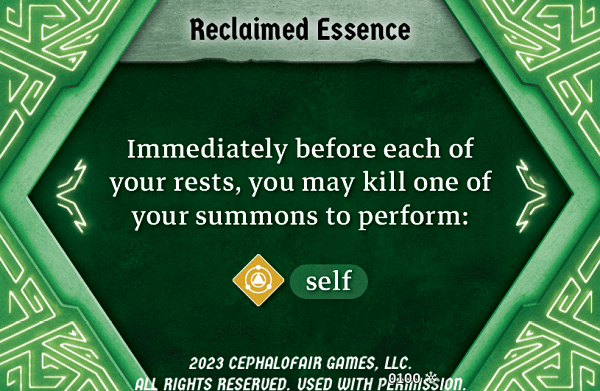 Reclaimed Essence
Immediately before each of
your rests, you may kill one of
your summons to perform:
self
2023 CEPHALOFAIR GAMES, LLC.
ALL RIGHTS RESERVED. USED WITH PERMISSION.
9100